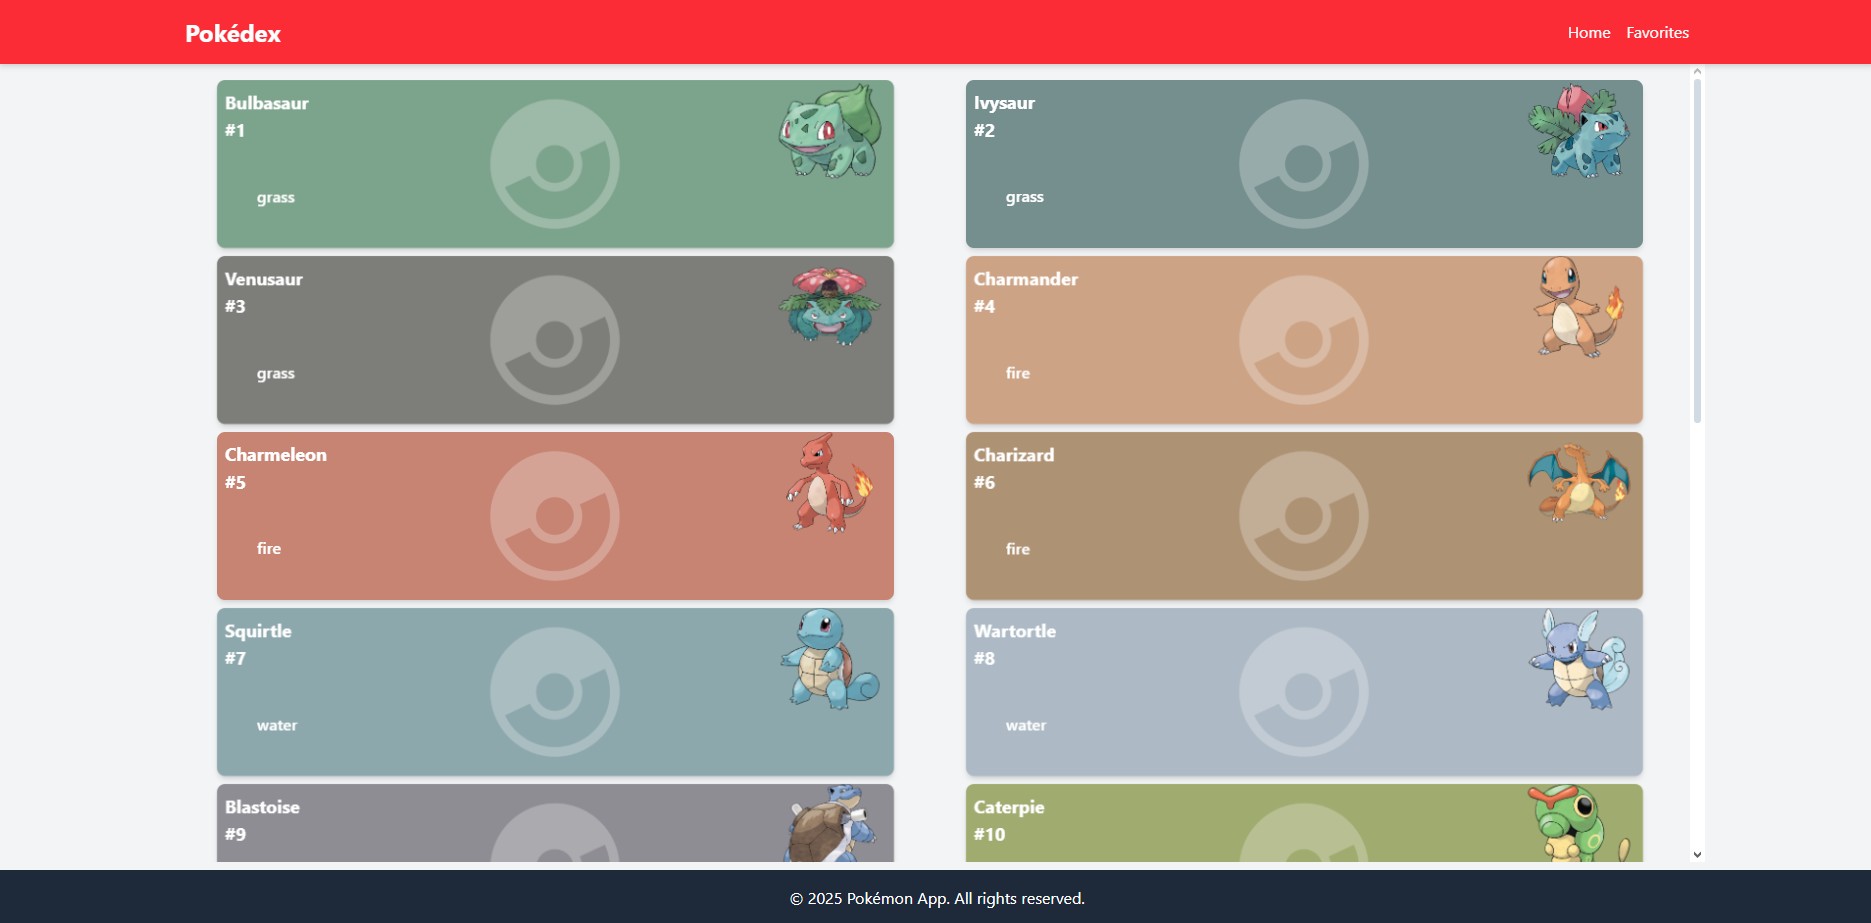 Pokédex
Home Favorites
Bulbasaur
#1
grass
Ivysaur
#2
grass
Venusaur
#3
grass
Charmander
#4
fire
Charmeleon
#5
fire
Charizard
#6
fire
Squirtle
#7
water
Wartortle
#8
water
Blastoise
#9
Caterpie
#10
© 2025 Pokémon App. All rights reserved.